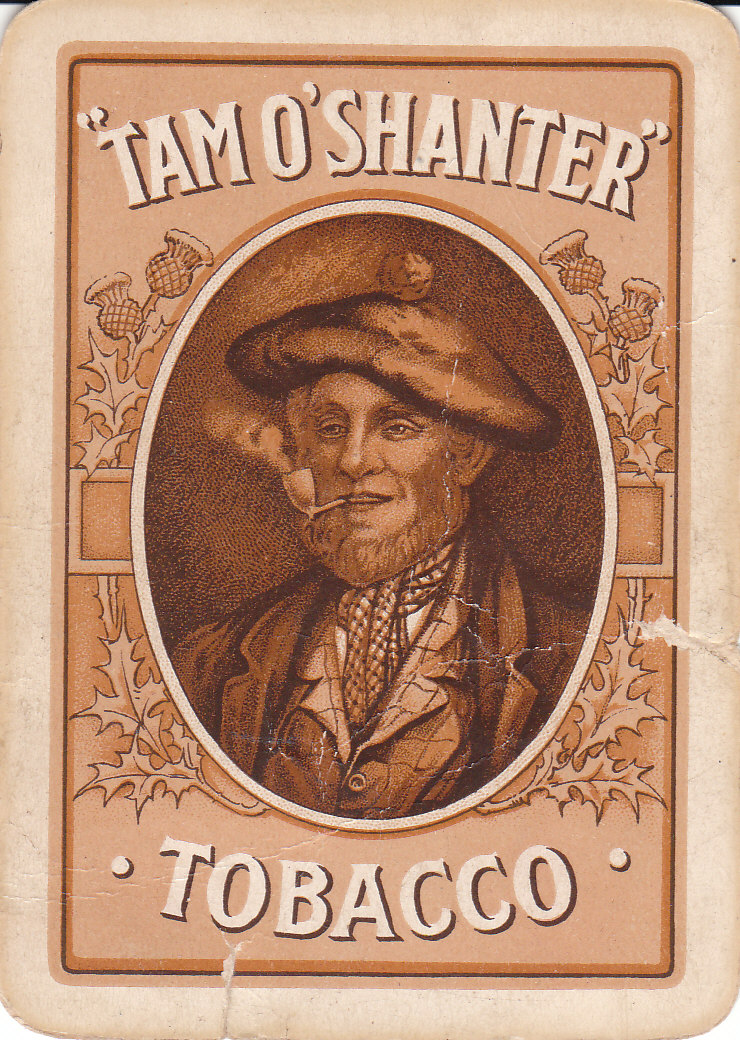 "TAM O'SHANTER"
• TOBACCO •